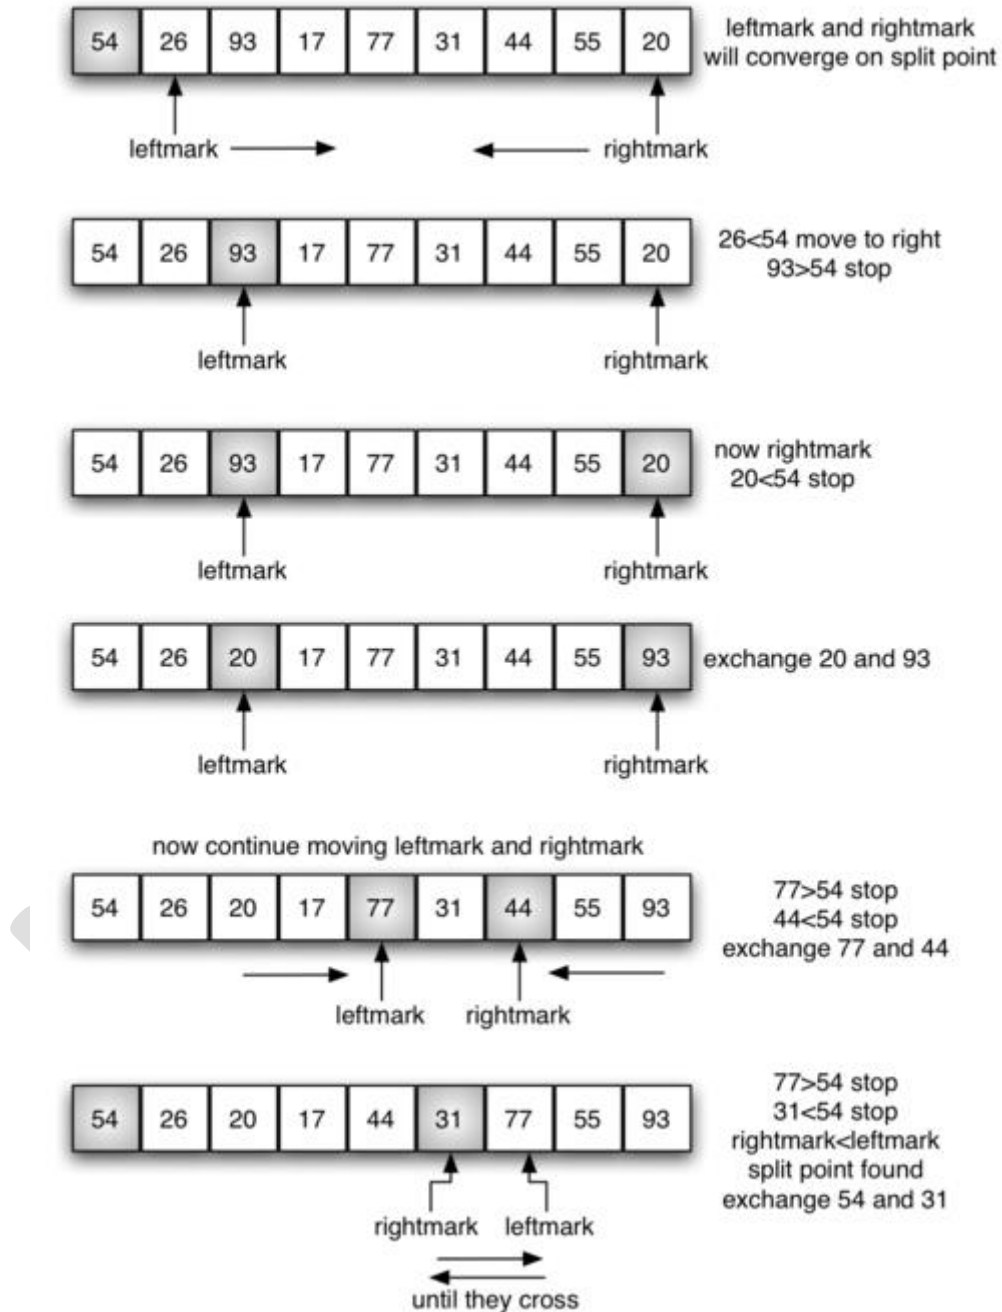 54 26 93 17 77 31 44 55 20
leftmark and rightmark
will converge on split point
leftmark rightmark
54 26 93 17 77 31 44 55 20
26<54 move to right
93>54 stop
leftmark rightmark
54 26 93 17 77 31 44 55 20
now rightmark
20<54 stop
leftmark rightmark
54 26 20 17 77 31 44 55 93
exchange 20 and 93
leftmark rightmark
now continue moving leftmark and rightmark
54 26 20 17 77 31 44 55 93
77>54 stop
44<54 stop
exchange 77 and 44
leftmark rightmark
54 26 20 17 44 31 77 55 93
77>54 stop
31<54 stop
rightmark<leftmark
split point found
exchange 54 and 31
rightmark leftmark
until they cross